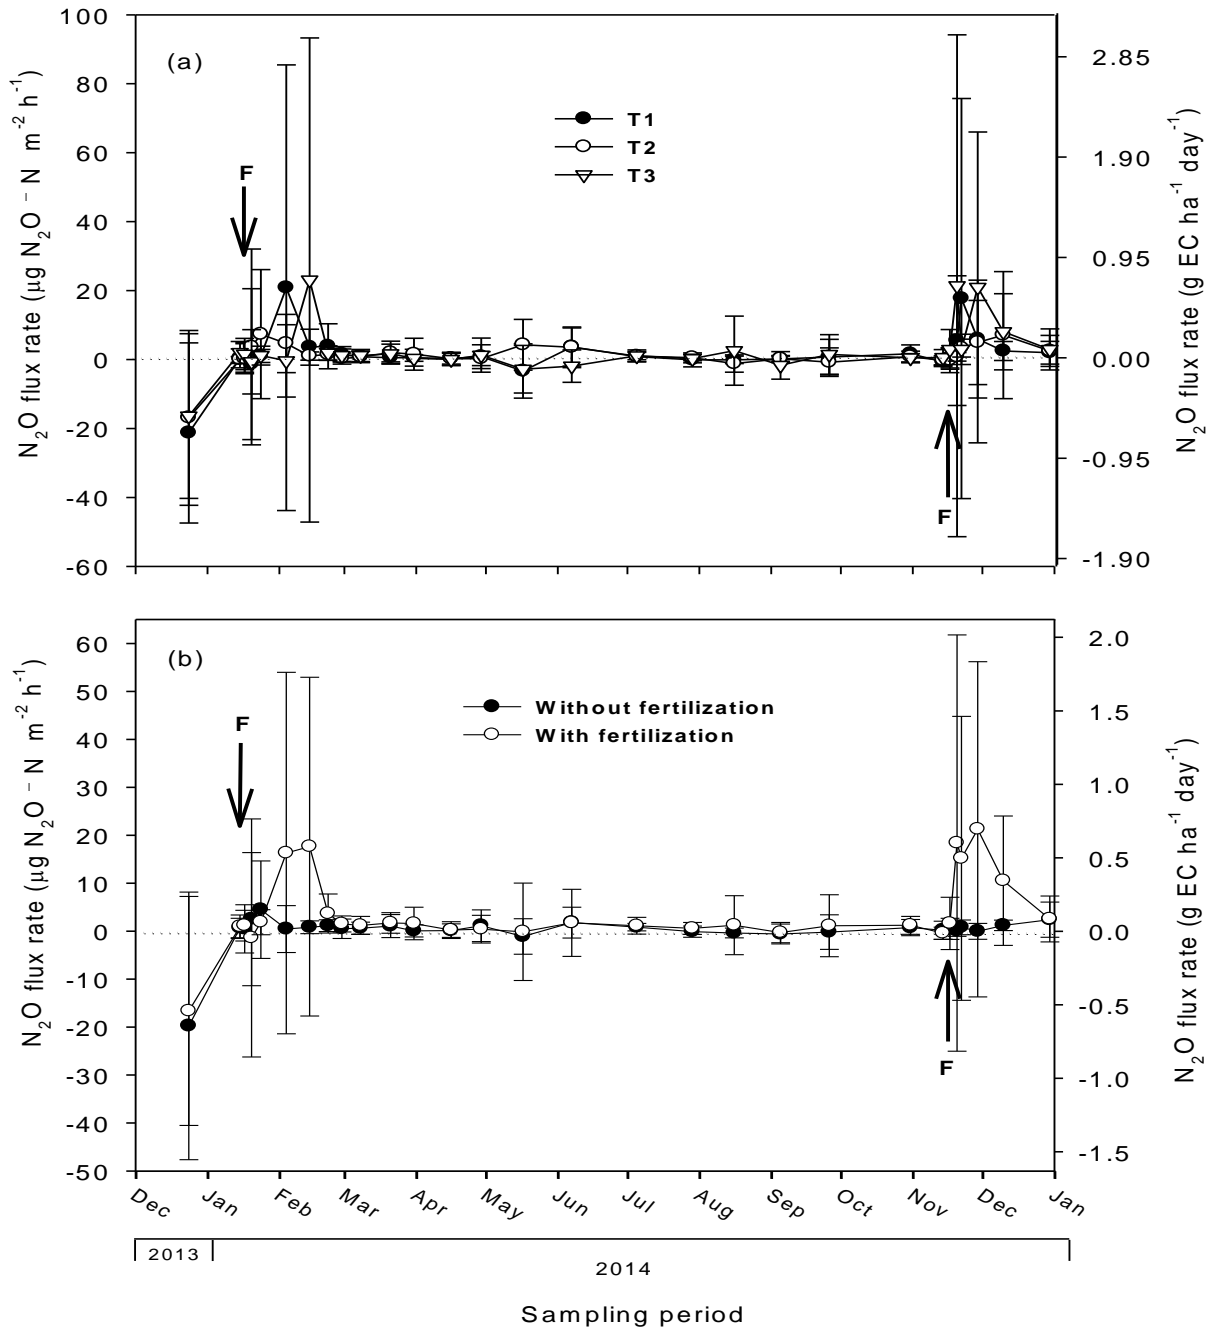 (a)
N₂O flux rate (µg N₂O⁻ N m⁻² h⁻¹)
100
80
60
40
20
0
-20
-40
-60
T1
T2
T3
F
F
2.85
1.90
0.95
0.00
-0.95
-1.90
N₂O flux rate (g EC ha⁻¹ day⁻¹)
(b)
N₂O flux rate (µg N₂O⁻ N m⁻² h⁻¹)
60
50
40
30
20
10
0
-10
-20
-30
-40
-50
Without fertilization
With fertilization
F
F
2.0
1.5
1.0
0.5
0.0
-0.5
-1.0
-1.5
N₂O flux rate (g EC ha⁻¹ day⁻¹)
Dec Jan Feb Mar Apr May Jun Jul Aug Sep Oct Nov Dec Jan
2013
2014
Sampling period